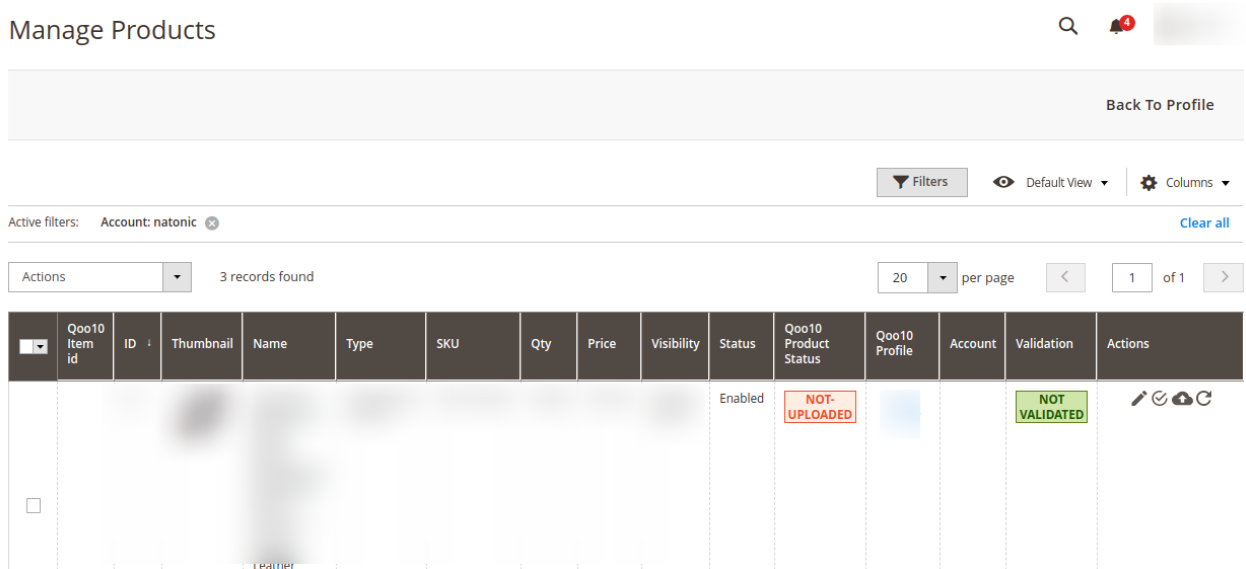 Manage Products
4
Back To Profile
Filters
Default View
Columns
Active filters: Account: natonic
Clear all
Actions
3 records found
20
per page
1
of 1
Qoo10 Item id
ID ↓
Thumbnail
Name
Type
SKU
Qty
Price
Visibility
Status
Qoo10 Product Status
Qoo10 Profile
Account
Validation
Actions
Enabled
NOT-
UPLOADED
NOT
VALIDATED
Leather